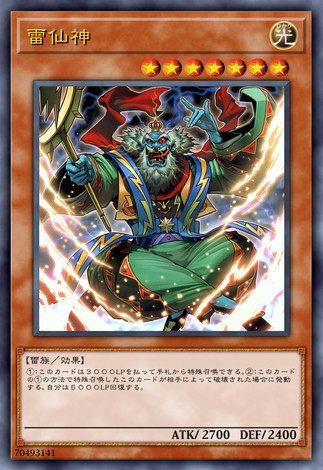 雷仙神
光
【雷族／効果】
①:このカードは３０００LPを払って手札から特殊召喚できる。②:このカード
の①の方法で特殊召喚したこのカードが相手によって破壊された場合に発動
する。自分は５０００LP回復する。
ATK/ 2700 DEF/ 2400
70493141